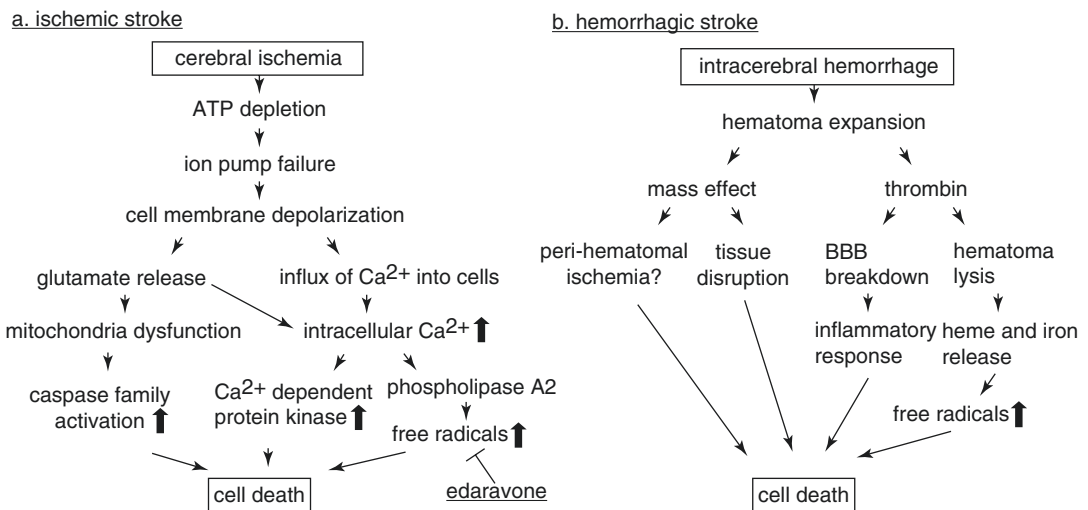 a. ischemic stroke
cerebral ischemia
ATP depletion
ion pump failure
cell membrane depolarization
glutamate release
influx of Ca2+ into cells
mitochondria dysfunction
intracellular Ca2+
caspase family
activation
Ca2+ dependent
protein kinase
phospholipase A2
free radicals
edaravone
cell death
b. hemorrhagic stroke
intracerebral hemorrhage
hematoma expansion
mass effect
thrombin
peri-hematomal
ischemia?
tissue
disruption
BBB
breakdown
hematoma
lysis
inflammatory
response
heme and iron
release
free radicals
cell death